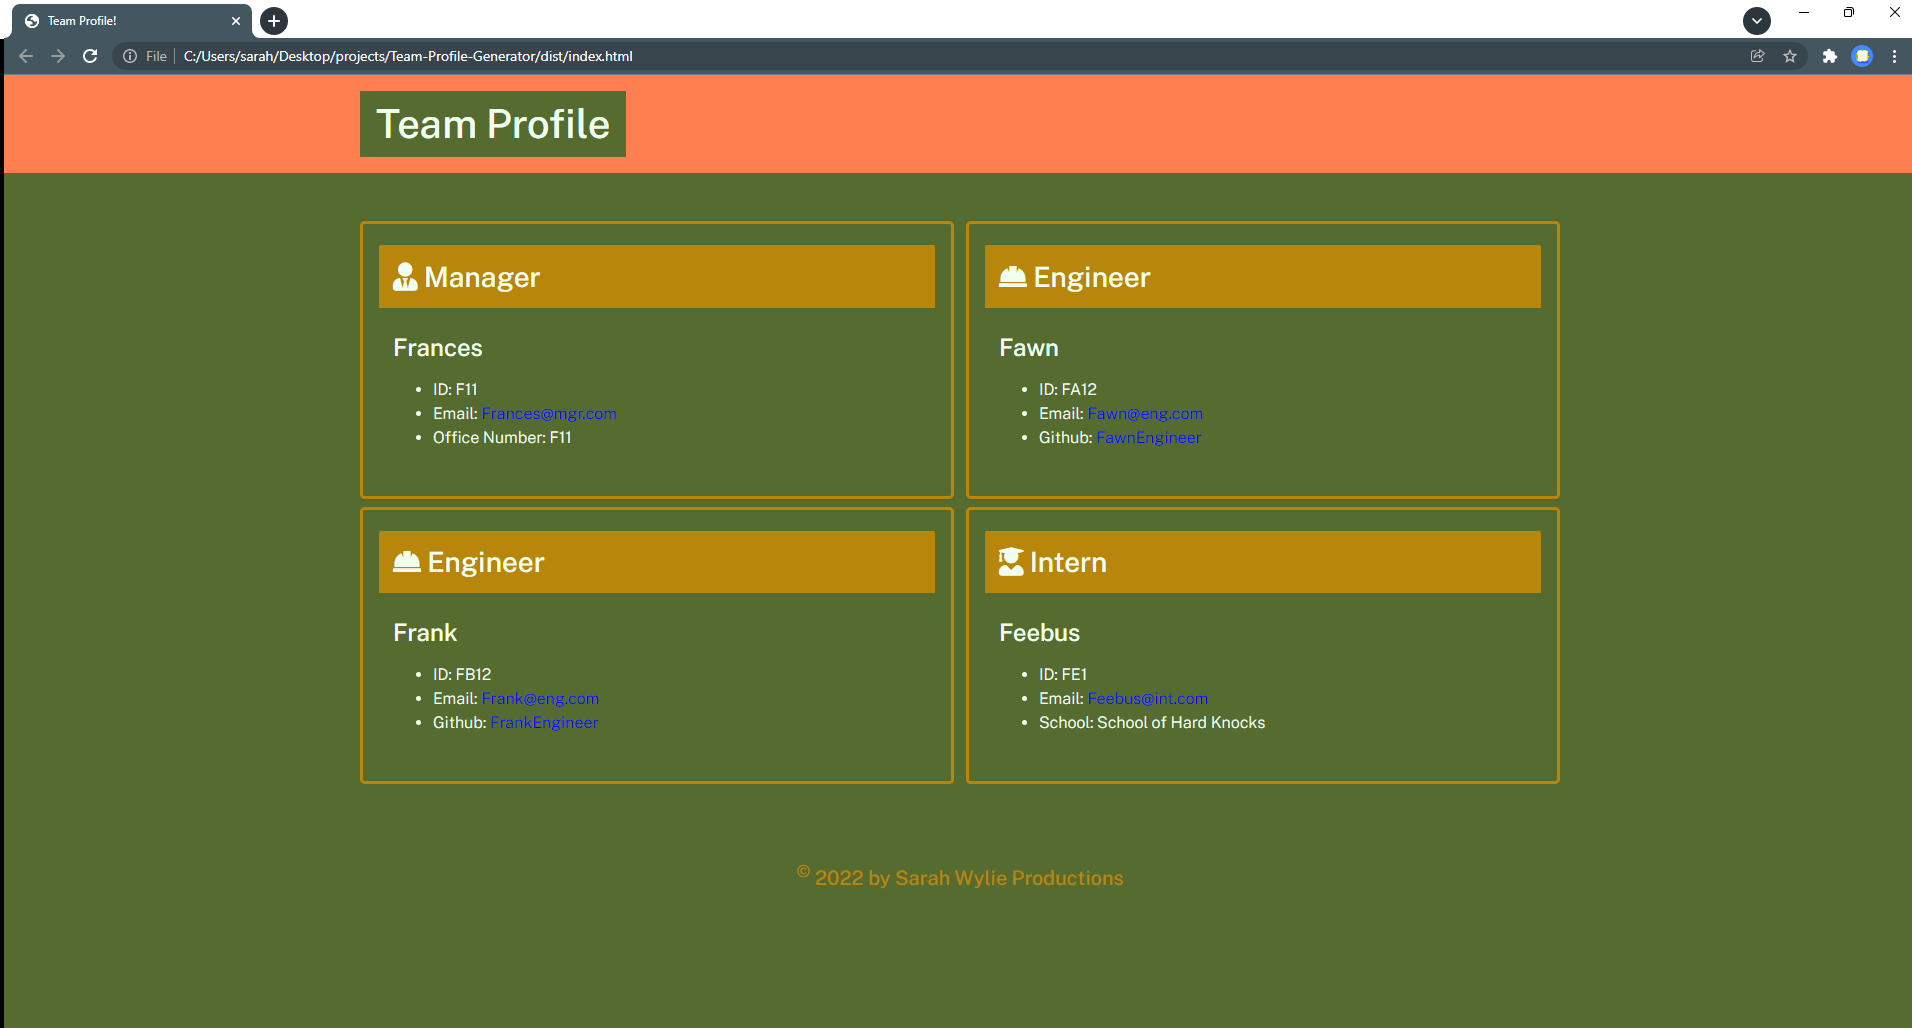 Team Profile!
File C:/Users/sarah/Desktop/projects/Team-Profile-Generator/dist/index.html
Team Profile
Manager
Frances
• ID: F11
• Email: Frances@mgr.com
• Office Number: F11
Engineer
Fawn
• ID: FA12
• Email: Fawn@eng.com
• Github: FawnEngineer
Engineer
Frank
• ID: FB12
• Email: Frank@eng.com
• Github: FrankEngineer
Intern
Feebus
• ID: FE1
• Email: Feebus@int.com
• School: School of Hard Knocks
© 2022 by Sarah Wylie Productions